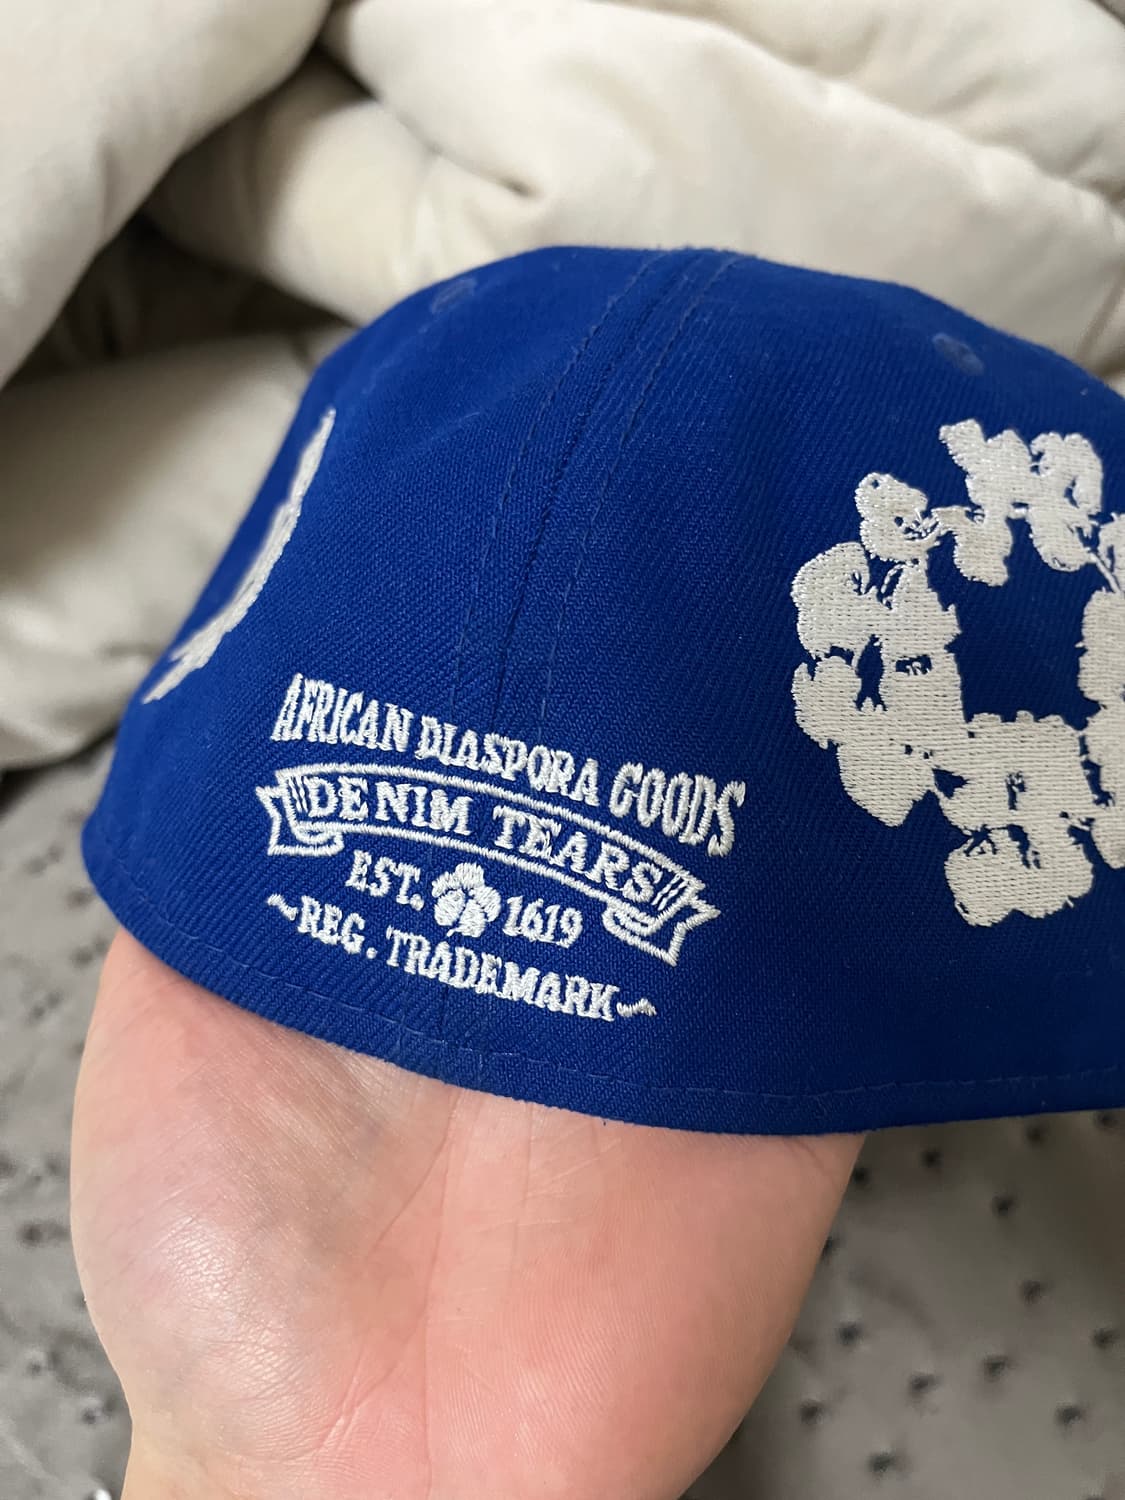 AFRICAN DIASPORA GOODS
DENIM TEARS
EST. 1619
~REG. TRADEMARK~